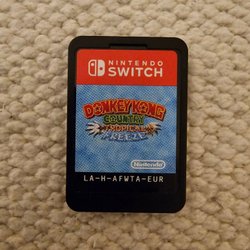 NINTENDO
SWITCH
DONKEY KONG
COUNTRY
TROPICAL
FREEZE
Nintendo
LA-H-AFWTA-EUR